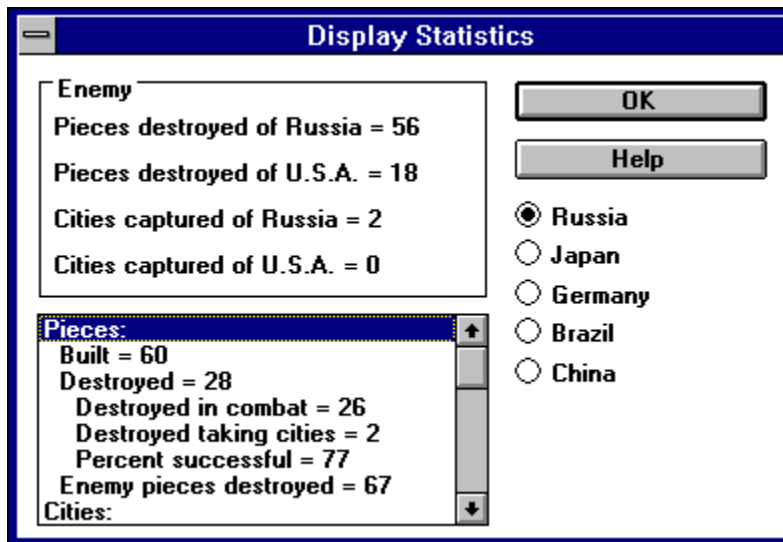 Display Statistics
Enemy
Pieces destroyed of Russia = 56
Pieces destroyed of U.S.A. = 18
Cities captured of Russia = 2
Cities captured of U.S.A. = 0
OK
Help
Russia
Japan
Germany
Brazil
China
Pieces:
Built = 60
Destroyed = 28
Destroyed in combat = 26
Destroyed taking cities = 2
Percent successful = 77
Enemy pieces destroyed = 67
Cities: